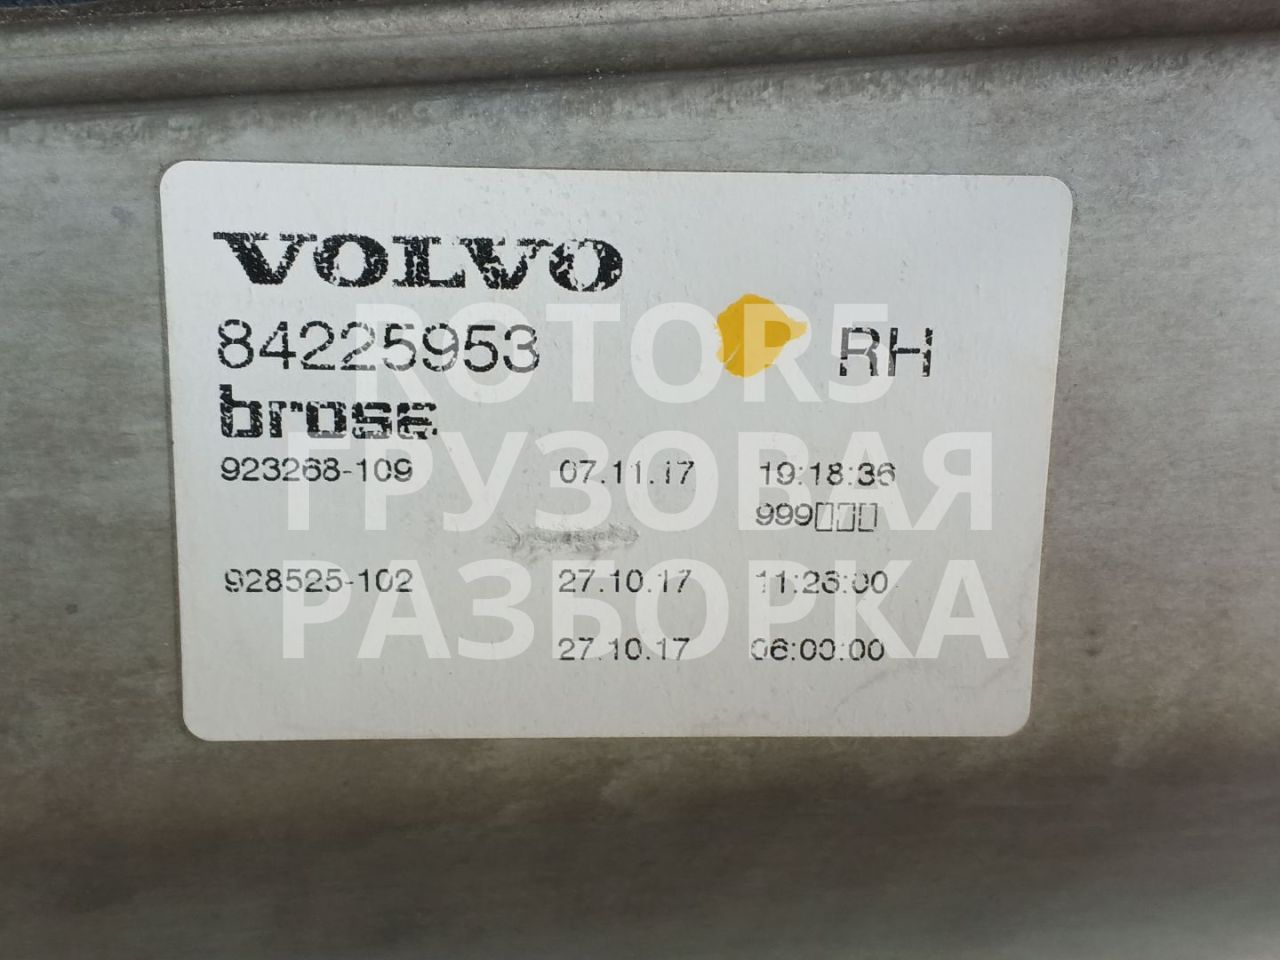 VOLVO
84225953 RH
brose
923268-109 07.11.17 19:18:36
999▯▯▯
928525-102 27.10.17 11:26:00
27.10.17 06:00:00
ROTOR5
ГРУЗОВАЯ
РАЗБОРКА